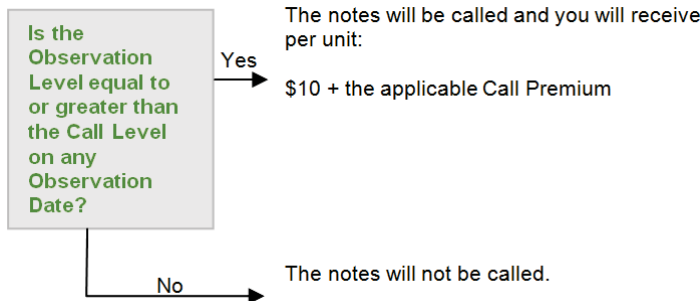 Is the
Observation
Level equal to
or greater than
the Call Level
on any
Observation
Date?
Yes
The notes will be called and you will receive
per unit:
$10 + the applicable Call Premium
No
The notes will not be called.